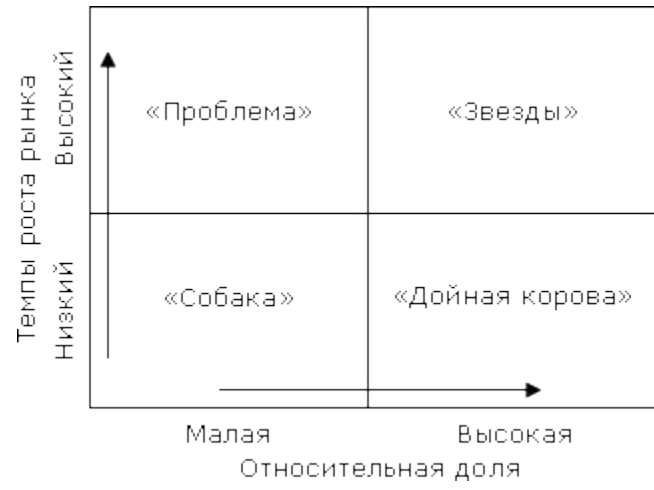 Темпы роста рынка
Высокий
Низкий
«Проблема»
«Звезды»
«Собака»
«Дойная корова»
Малая
Высокая
Относительная доля